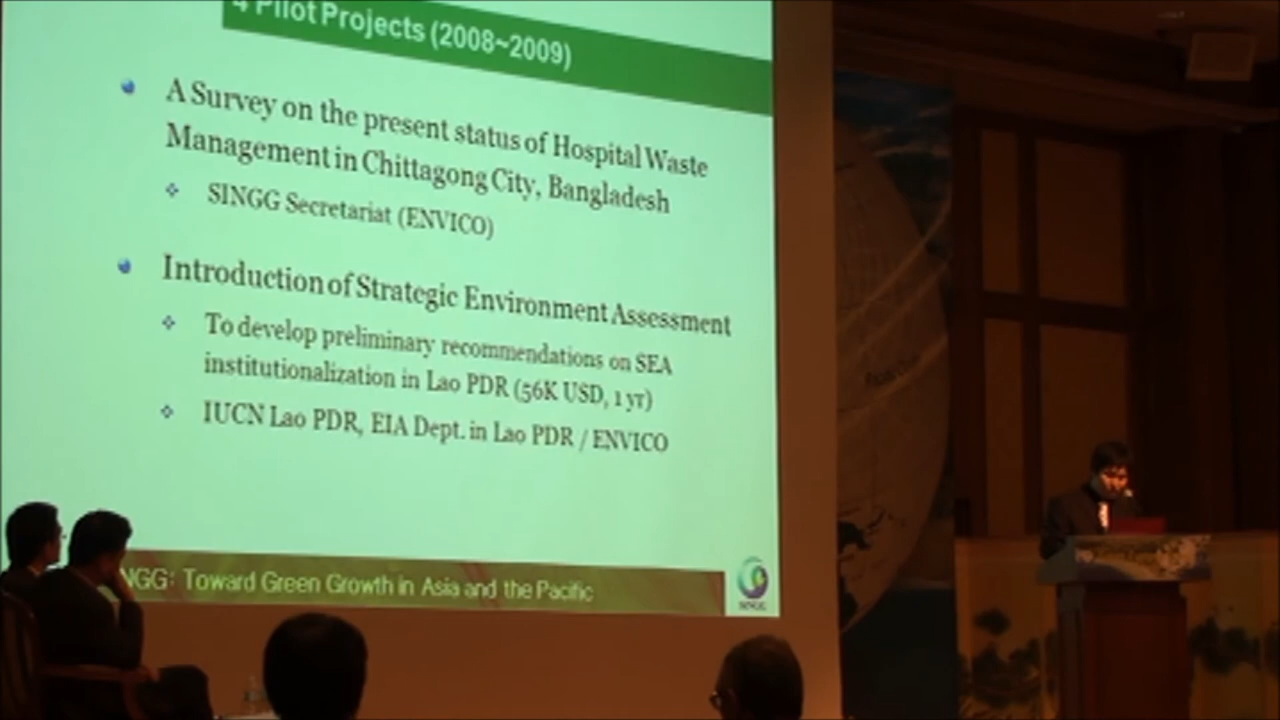 4 Pilot Projects (2008~2009)
A Survey on the present status of Hospital Waste
Management in Chittagong City, Bangladesh
SINGG Secretariat (ENVICO)
Introduction of Strategic Environment Assessment
To develop preliminary recommendations on SEA
institutionalization in Lao PDR (56K USD, 1 yr)
IUCN Lao PDR, EIA Dept. in Lao PDR / ENVICO
NGG: Toward Green Growth in Asia and the Pacific